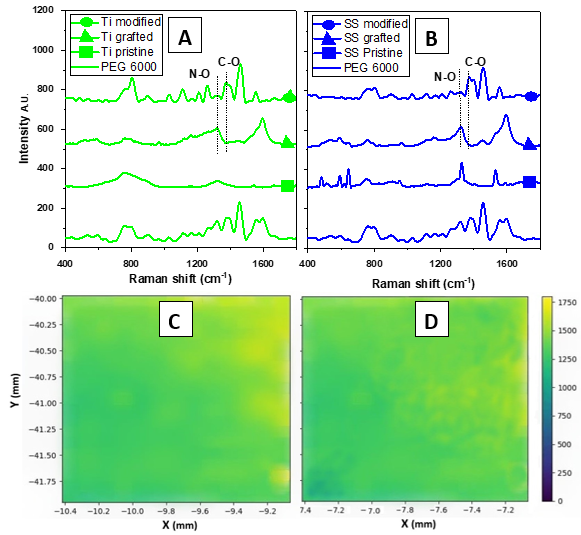 1200
1000
800
600
400
200
0
Intensity A.U.
Ti modified
Ti grafted
Ti pristine
PEG 6000
A
N-O
C-O
400
800
1200
1600
Raman shift (cm-1)
SS modified
SS grafted
SS Pristine
PEG 6000
B
N-O
C-O
400
800
1200
1600
Raman shift (cm-1)
C
−40.00
−40.25
−40.50
−40.75
−41.00
−41.25
−41.50
−41.75
Y (mm)
−10.4
−10.2
−10.0
−9.8
−9.6
−9.4
−9.2
X (mm)
D
7.4
−7.2
−7.0
−6.8
−6.6
−6.4
−6.2
X (mm)
1750
1500
1250
1000
750
500
250
0